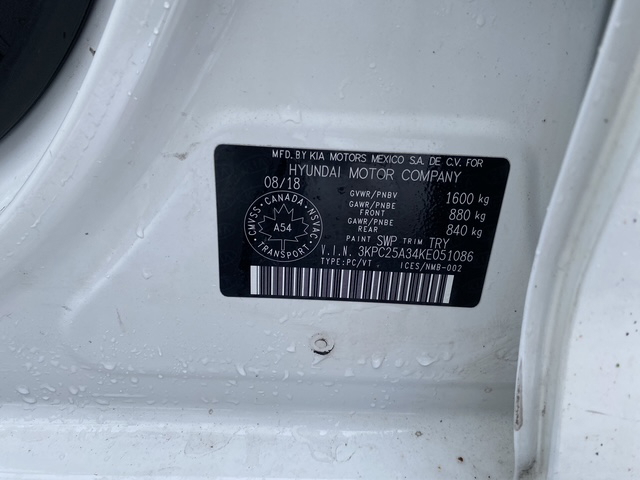 MFD. BY KIA MOTORS MEXICO S.A. DE C.V. FOR
HYUNDAI MOTOR COMPANY
08/18
GVWR/PNBV 1600 kg
GAWR/PNBE
FRONT 880 kg
GAWR/PNBE
REAR 840 kg
PAINT SWP TRIM TRY
V.I.N. 3KPC25A34KE051086
TYPE:PC/VT ICES/NMB-002
CANADA
CMVSS NSVAC
A54
TRANSPORT